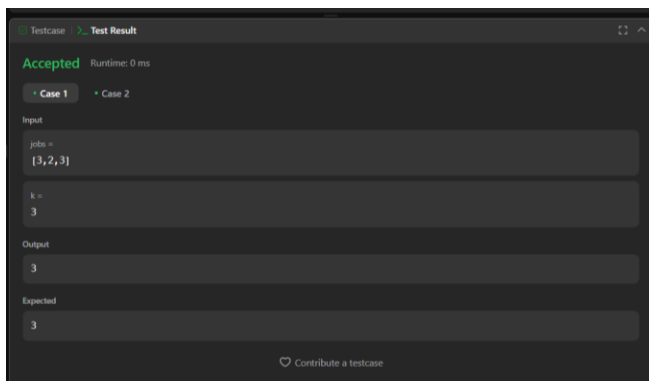 Testcase
>_ Test Result
Accepted Runtime: 0 ms
• Case 1 • Case 2
Input
jobs =
[3,2,3]
k =
3
Output
3
Expected
3
Contribute a testcase